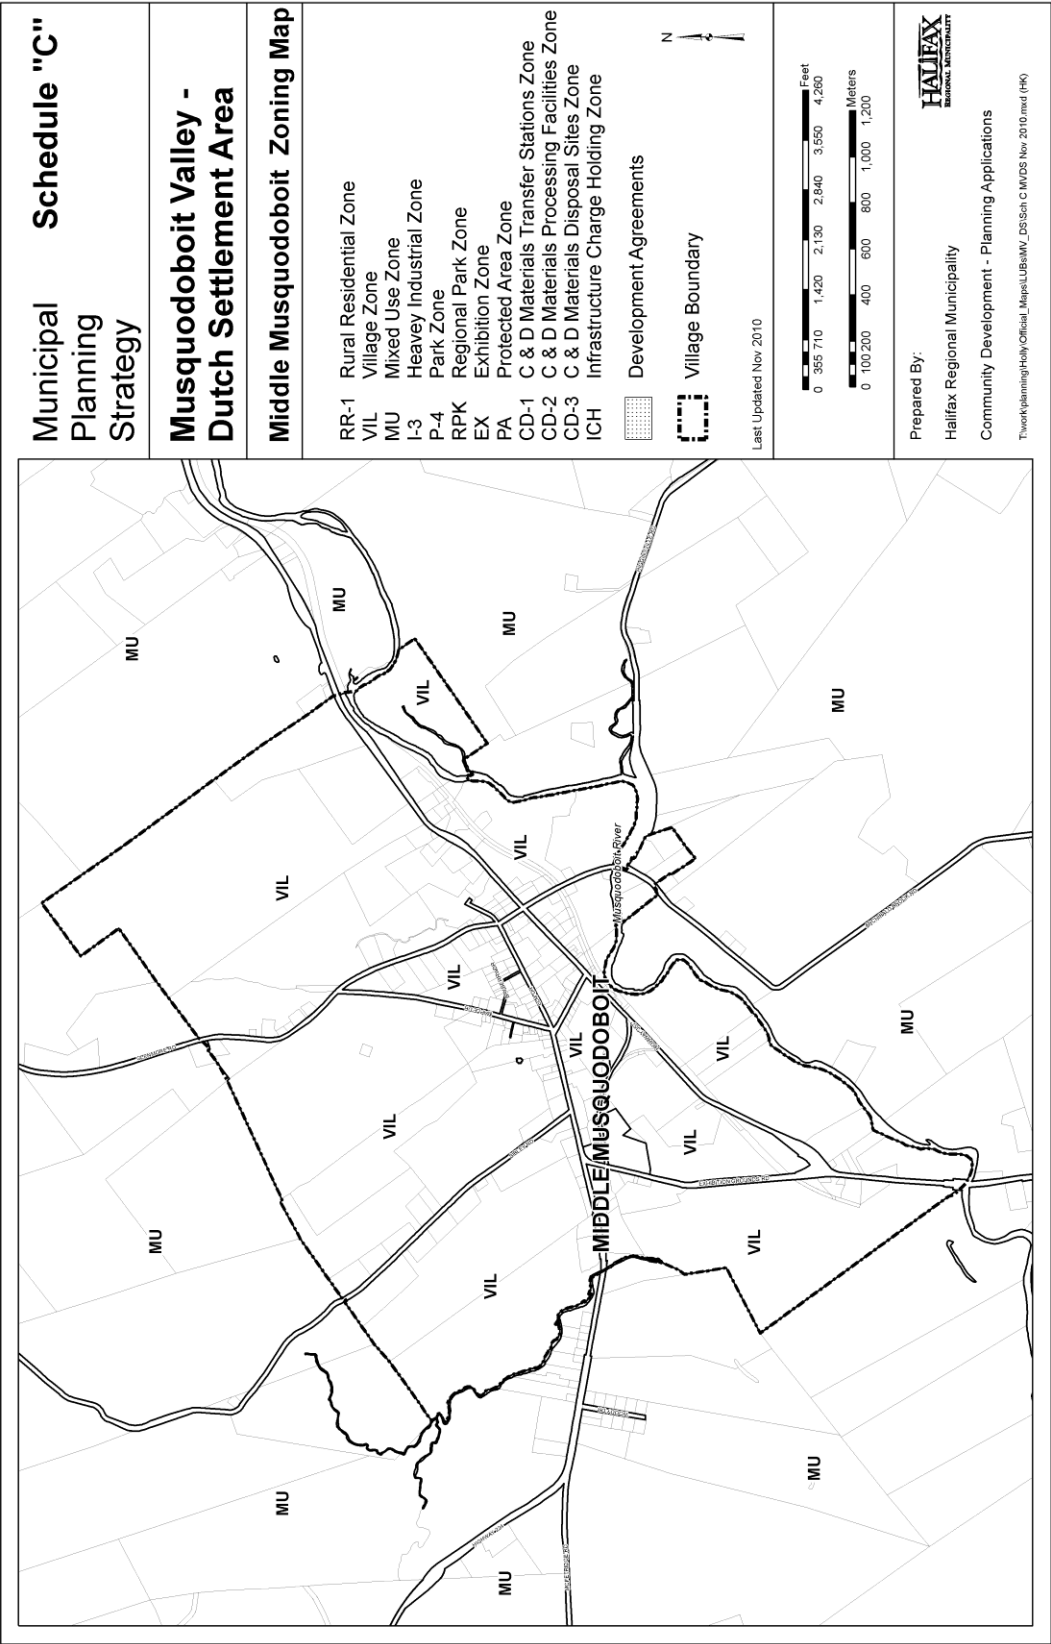 Municipal
Planning
Strategy
Schedule "C"
Musquodoboit Valley -
Dutch Settlement Area
Middle Musquodoboit Zoning Map
RR-1 Rural Residential Zone
VIL Village Zone
MU Mixed Use Zone
I-3 Heavey Industrial Zone
P-4 Park Zone
RPK Regional Park Zone
EX Exhibition Zone
PA Protected Area Zone
CD-1 C & D Materials Transfer Stations Zone
CD-2 C & D Materials Processing Facilities Zone
CD-3 C & D Materials Disposal Sites Zone
ICH Infrastructure Charge Holding Zone
Development Agreements
Village Boundary
Last Updated Nov 2010
N
Feet
0 355 710 1,420 2,130 2,840 3,550 4,260
Meters
0 100 200 400 600 800 1,000 1,200
Prepared By:
Halifax Regional Municipality
Community Development - Planning Applications
HALIFAX
REGIONAL MUNICIPALITY
MU
MU
MU
MU
MU
MU
MU
MU
MU
VIL
VIL
VIL
VIL
VIL
VIL
VIL
VIL
VIL
VIL
MIDDLE MUSQUODOBOIT
Musquodoboit River
EXHIBITION GROUNDS RD